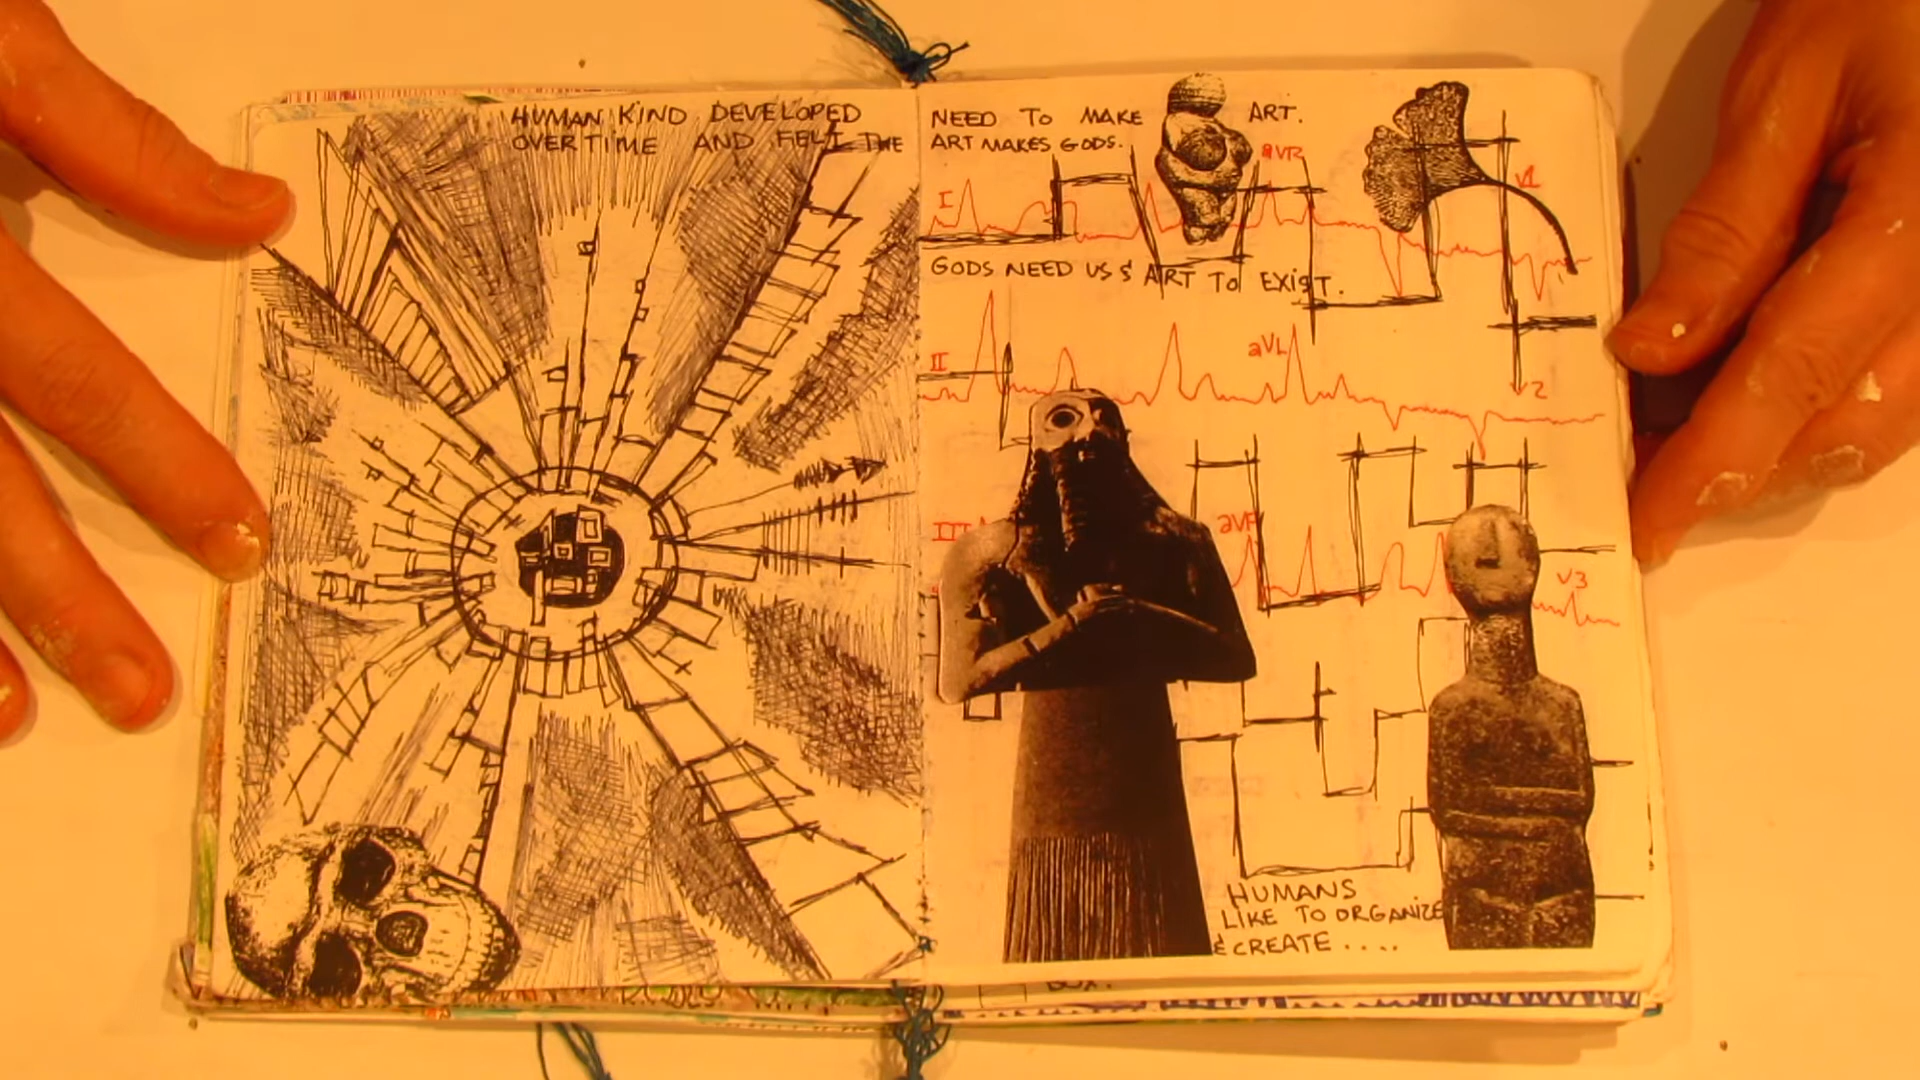 HUMAN KIND DEVELOPED
OVERTIME AND FELT THE
NEED TO MAKE ART.
ART MAKES GODS.
aVR
I
V1
GODS NEED US & ART TO EXIST.
II
aVL
V2
III
aVF
V3
HUMANS
LIKE TO ORGANIZE
& CREATE ....
BOX.